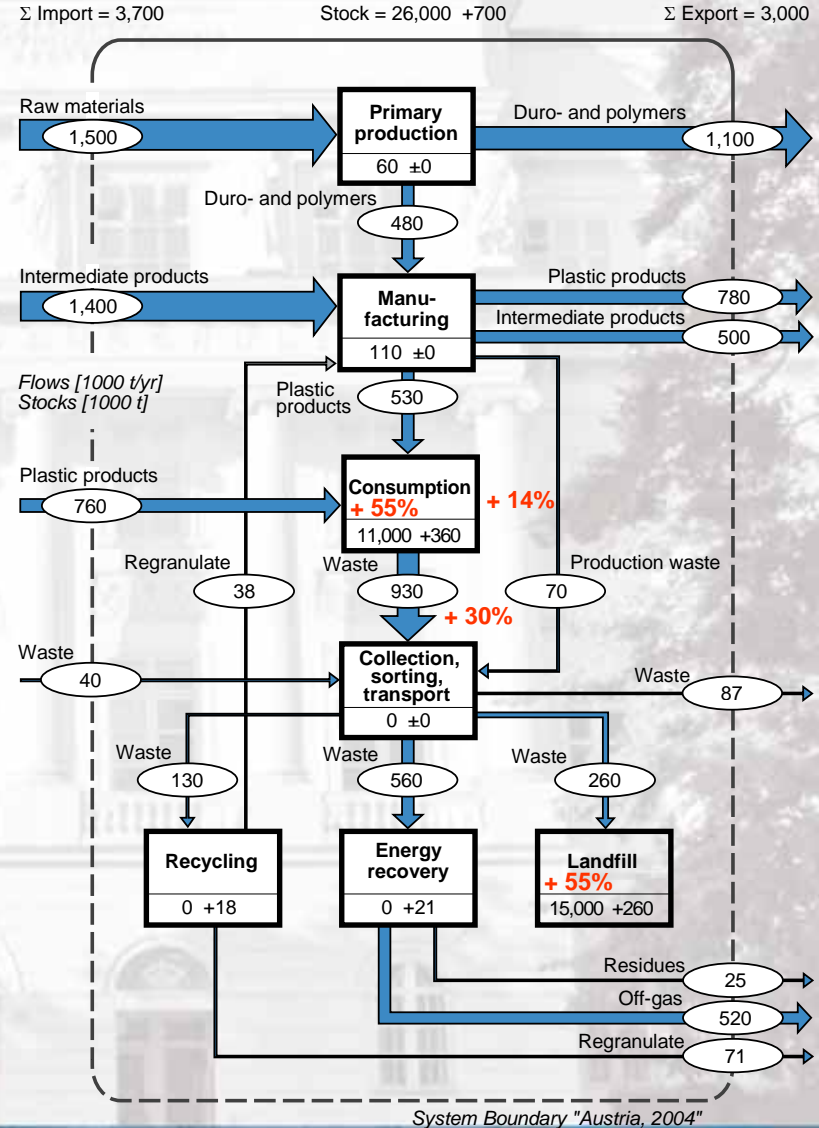 Σ Import = 3,700
Stock = 26,000 +700
Σ Export = 3,000
Raw materials
1,500
Primary
production
60 ±0
Duro- and polymers
1,100
Duro- and polymers
480
Intermediate products
1,400
Manu-
facturing
110 ±0
Plastic products
780
Intermediate products
500
Flows [1000 t/yr]
Stocks [1000 t]
Plastic
products
530
Plastic products
760
Consumption
+ 55%
11,000 +360
+ 14%
Regranulate
38
Waste
930
+ 30%
Production waste
70
Waste
40
Collection,
sorting,
transport
0 ±0
Waste
87
Waste
130
Waste
560
Waste
260
Recycling
0 +18
Energy
recovery
0 +21
Landfill
+ 55%
15,000 +260
Residues
25
Off-gas
520
Regranulate
71
System Boundary "Austria, 2004"